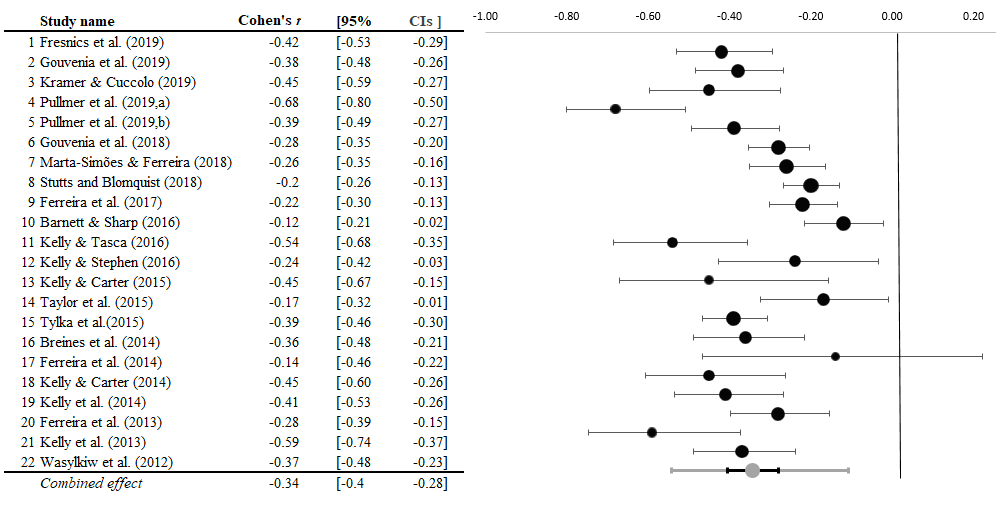 Study name Cohen's r [95% CIs ]
-1.00 -0.60 -0.40 -0.20 0.00 0.20
1 Fresnics et al. (2019) -0.42 [-0.53 -0.29]
2 Gouvenia et al. (2019) -0.38 [-0.48 -0.26]
3 Kramer & Cuccolo (2019) -0.45 [-0.59 -0.27]
4 Pullmer et al. (2019,a) -0.68 [-0.80 -0.50]
5 Pullmer et al. (2019,b) -0.39 [-0.49 -0.27]
6 Gouvenia et al. (2018) -0.28 [-0.35 -0.20]
7 Marta-Simões & Ferreira (2018) -0.26 [-0.35 -0.16]
8 Stutts and Blomquist (2018) -0.2 [-0.26 -0.13]
9 Ferreira et al. (2017) -0.22 [-0.30 -0.13]
10 Barnett & Sharp (2016) -0.12 [-0.21 -0.02]
11 Kelly & Tasca (2016) -0.54 [-0.68 -0.35]
12 Kelly & Stephen (2016) -0.24 [-0.42 -0.03]
13 Kelly & Carter (2015) -0.45 [-0.67 -0.15]
14 Taylor et al. (2015) -0.17 [-0.32 -0.01]
15 Tylka et al.(2015) -0.39 [-0.46 -0.30]
16 Breines et al. (2014) -0.36 [-0.48 -0.21]
17 Ferreira et al. (2014) -0.14 [-0.46 -0.22]
18 Kelly & Carter (2014) -0.45 [-0.60 -0.26]
19 Kelly et al. (2014) -0.41 [-0.53 -0.26]
20 Ferreira et al. (2013) -0.28 [-0.39 -0.15]
21 Kelly et al. (2013) -0.59 [-0.74 -0.37]
22 Wasylkiw et al. (2012) -0.37 [-0.48 -0.23]
Combined effect -0.34 [-0.4 -0.28]